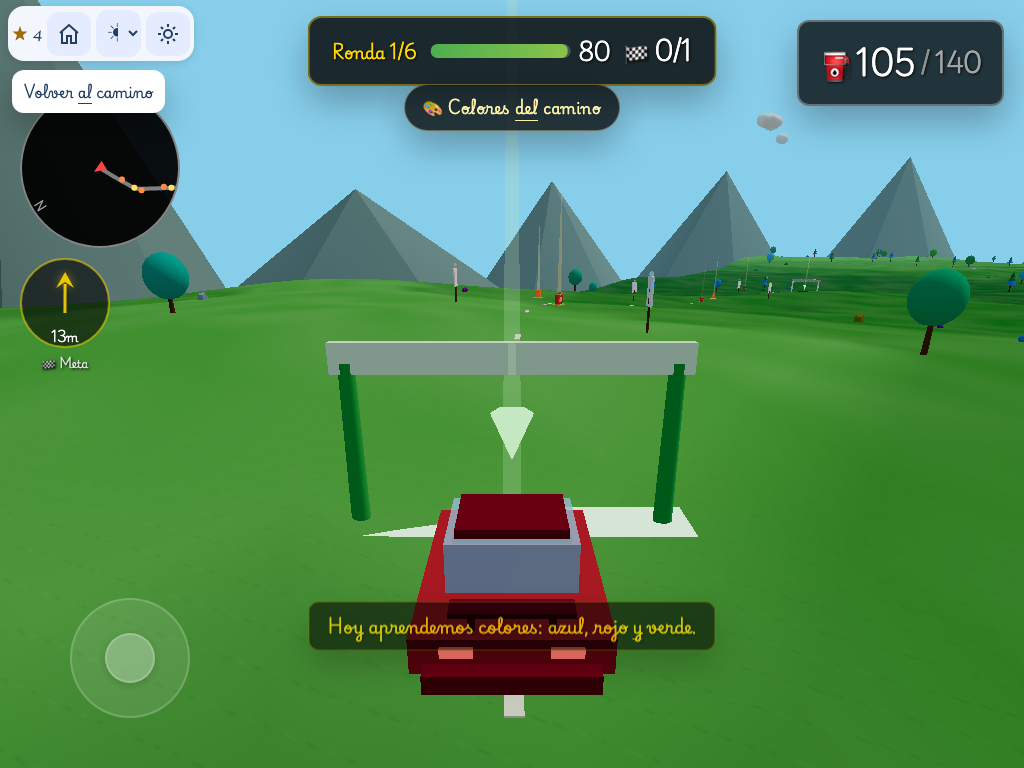 4
Volver al camino
Ronda 1/6
80
0/1
Colores del camino
105/140
N
13m
Meta
Hoy aprendemos colores: azul, rojo y verde.